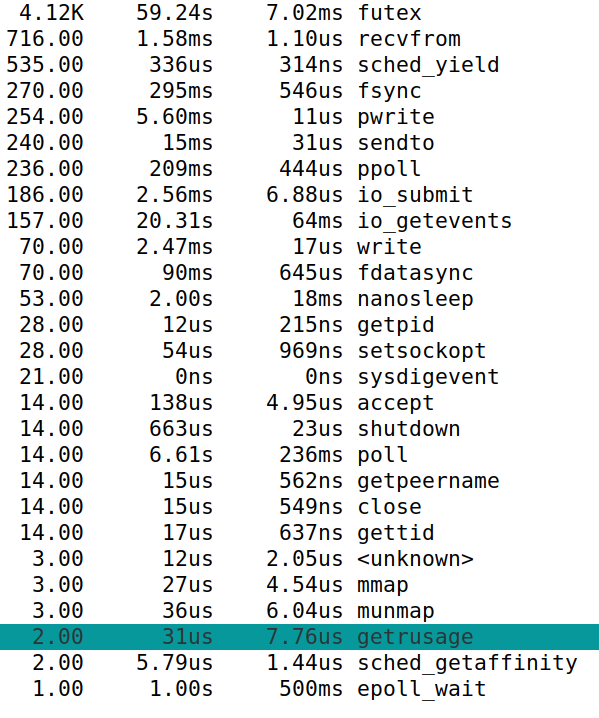 4.12K 59.24s 7.02ms futex
716.00 1.58ms 1.10us recvfrom
535.00 336us 314ns sched_yield
270.00 295ms 546us fsync
254.00 5.60ms 11us pwrite
240.00 15ms 31us sendto
236.00 209ms 444us ppoll
186.00 2.56ms 6.88us io_submit
157.00 20.31s 64ms io_getevents
70.00 2.47ms 17us write
70.00 90ms 645us fdatasync
53.00 2.00s 18ms nanosleep
28.00 12us 215ns getpid
28.00 54us 969ns setsockopt
21.00 0ns 0ns sysdigevent
14.00 138us 4.95us accept
14.00 663us 23us shutdown
14.00 6.61s 236ms poll
14.00 15us 562ns getpeername
14.00 15us 549ns close
14.00 17us 637ns gettid
3.00 12us 2.05us <unknown>
3.00 27us 4.54us mmap
3.00 36us 6.04us munmap
2.00 31us 7.76us getrusage
2.00 5.79us 1.44us sched_getaffinity
1.00 1.00s 500ms epoll_wait